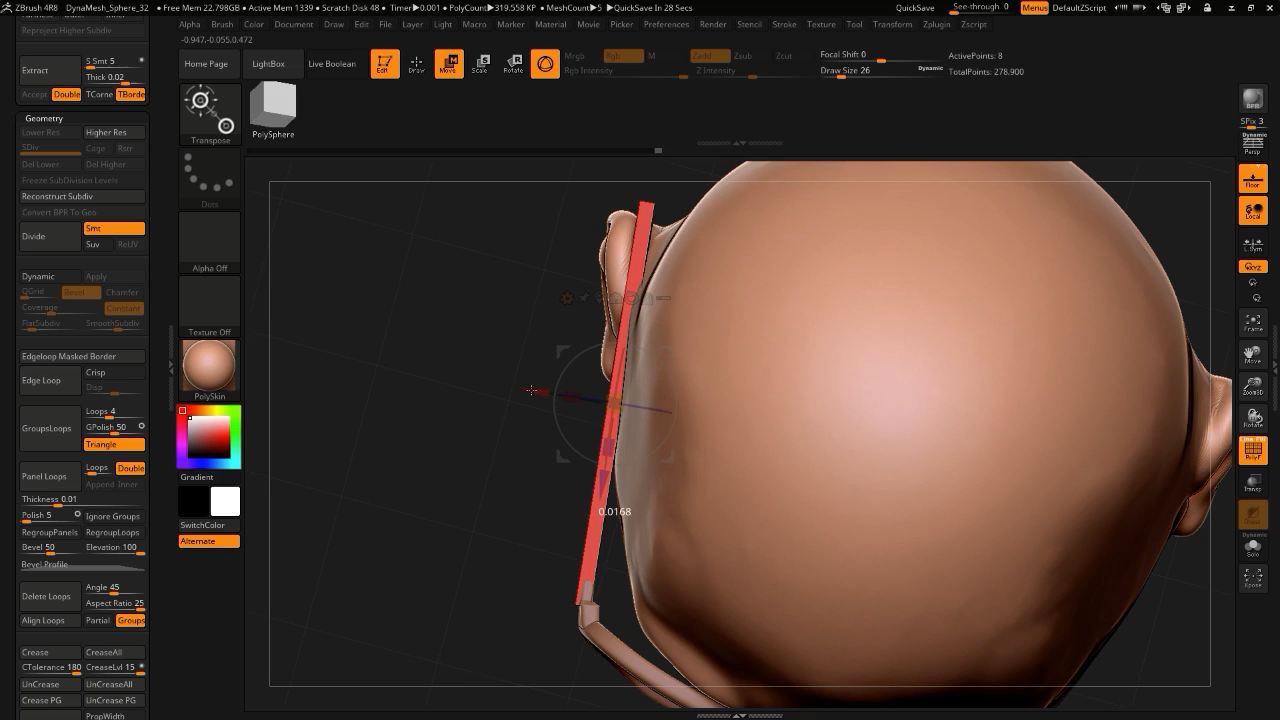 ZBrush 4R8 DynaMesh_Sphere_32 • Free Mem 22.798GB • Active Mem 1339 • Scratch Disk 48 • Timer▶0.001 • PolyCount▶319.558 KP • MeshCount▶5 ▶QuickSave In 28 Secs QuickSave See-through 0 Menus DefaultZScript
Alpha Brush Color Document Draw Edit File Layer Light Macro Marker Material Movie Picker Preferences Render Stencil Stroke Texture Tool Transform Zplugin Zscript
Reproject Higher Subdiv
-0.947,-0.055,0.472
Extract S Smt 5
Thick 0.02
Accept Double TCorne TBorde
Home Page LightBox Live Boolean Edit Draw Move Scale Rotate
Mrgb Rgb M Zadd Zsub Zcut
Rgb Intensity Z Intensity
Focal Shift 0
Draw Size 26 Dynamic
ActivePoints: 8
TotalPoints: 278,900
Geometry
Lower Res Higher Res
SDiv Cage Rstr
Del Lower Del Higher
Freeze SubDivision Levels
Reconstruct Subdiv
Convert BPR To Geo
Divide Smt
Suv ReUV
Dynamic Apply
QGrid Bevel Chamfer
Coverage Constant
FlatSubdiv SmoothSubdiv
Edgeloop Masked Border
Edge Loop Crisp
Disp
GroupsLoops Loops 4
GPolish 50
Triangle
Panel Loops Loops Double
Append Inner
Thickness 0.01
Polish 5 Ignore Groups
RegroupPanels RegroupLoops
Bevel 50 Elevation 100
Bevel Profile
Delete Loops Angle 45
Aspect Ratio 25
Align Loops Partial Groups
Crease CreaseAll
CTolerance 180 CreaseLvl 15
UnCrease UnCreaseAll
Crease PG UnCrease PG
PropWidth
Transpose
PolySphere
Dots
Alpha Off
Texture Off
PolySkin
Gradient
SwitchColor
Alternate
0.0168
BPR
SPix 3
Dynamic
Persp
Floor
Local
L.Sym
XYZ
Frame
Move
Zoom3D
Rotate
Line Fill
PolyF
Transp
Dynamic
Solo
Xpose